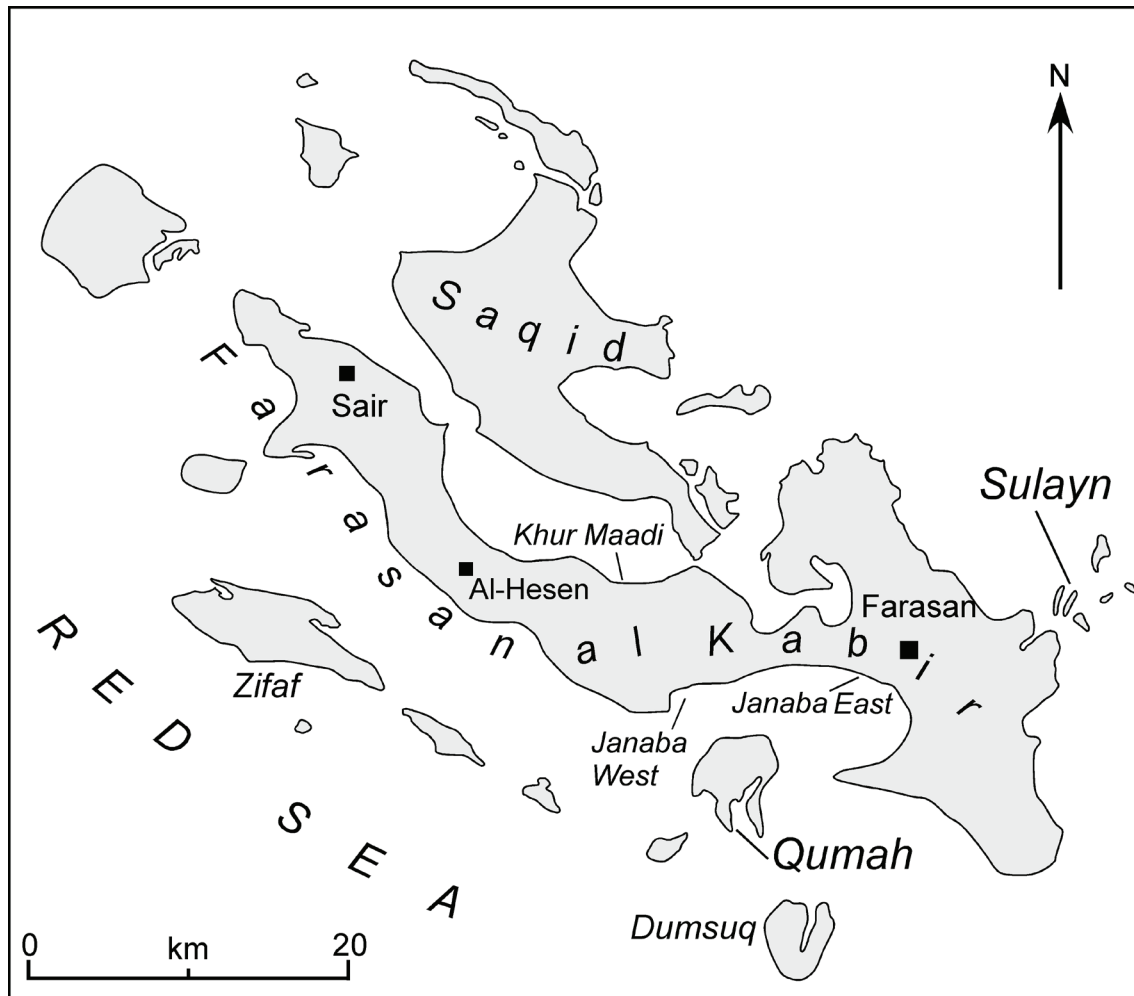 N
Saqid
Farasan al Kabir
Sair
Sulayn
Khur Maadi
Al-Hesen
Farasan
RED SEA
Zifaf
Janaba East
Janaba
West
Qumah
Dumsuq
0 km 20